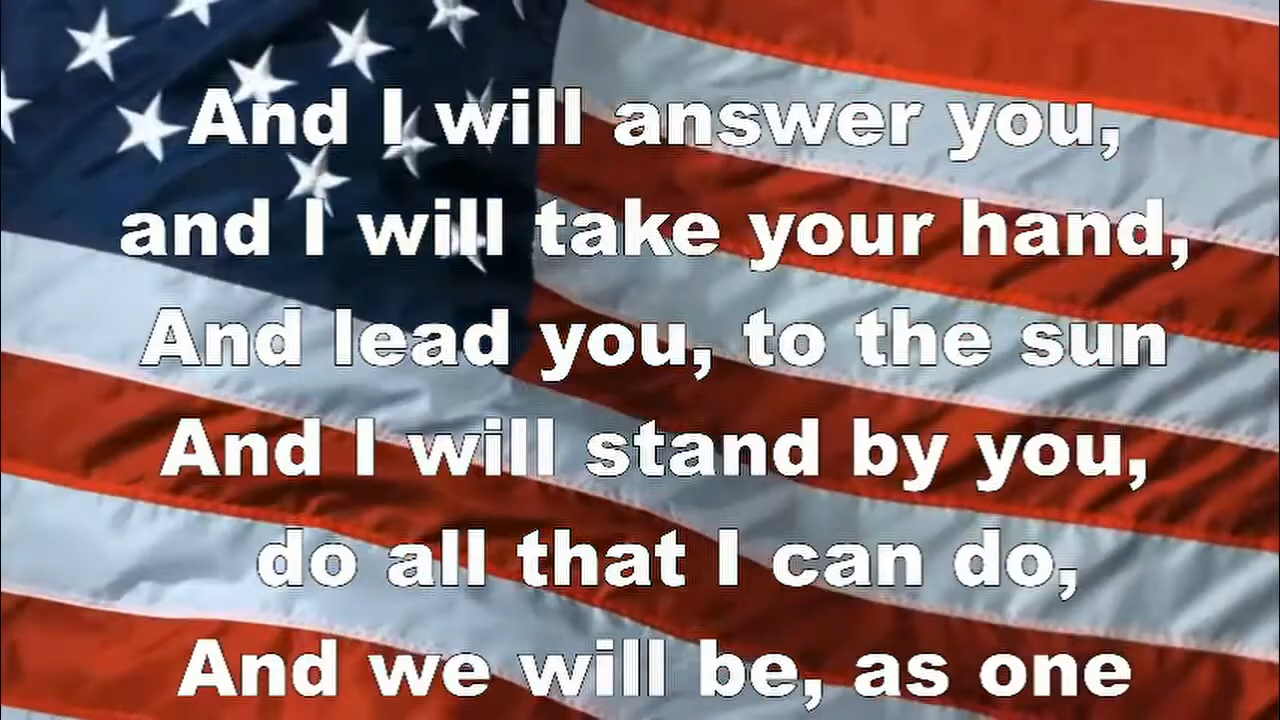 And I will answer you,
and I will take your hand,
And lead you, to the sun
And I will stand by you,
do all that I can do,
And we will be, as one